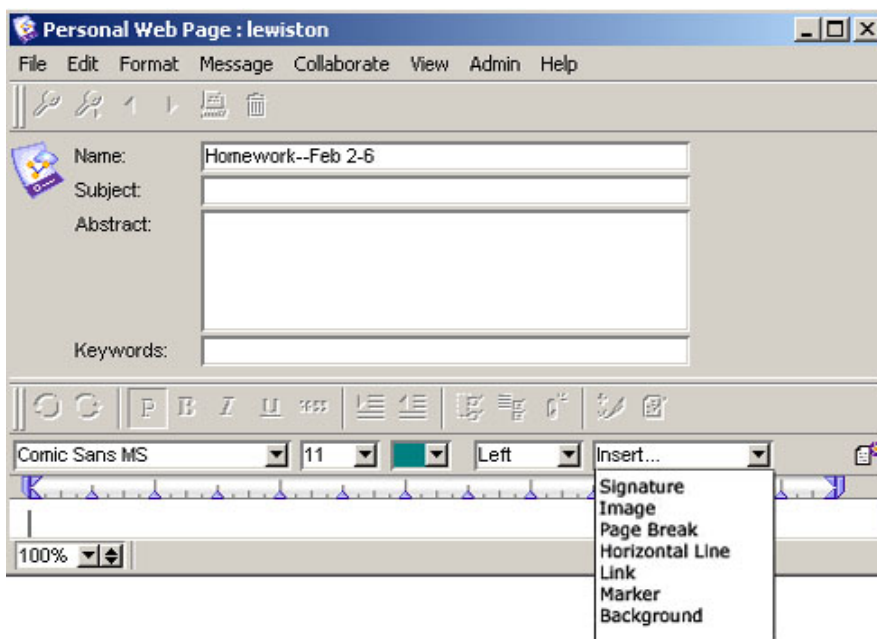 Personal Web Page : lewiston
File Edit Format Message Collaborate View Admin Help
Name: Homework--Feb 2-6
Subject:
Abstract:
Keywords:
P B I U
Comic Sans MS 11 Left Insert...
Signature
Image
Page Break
Horizontal Line
Link
Marker
Background
100%